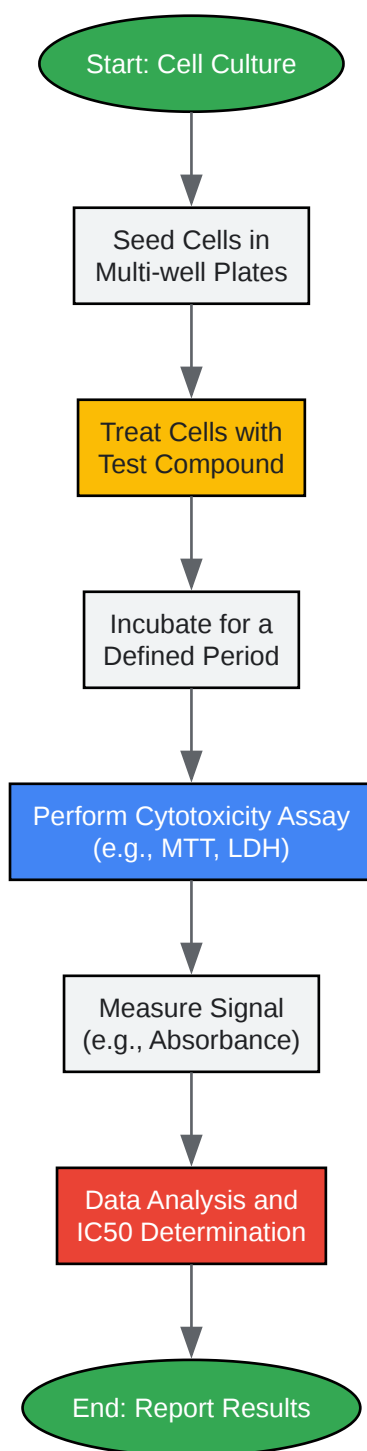 Start: Cell Culture
Seed Cells in
Multi-well Plates
Treat Cells with
Test Compound
Incubate for a
Defined Period
Perform Cytotoxicity Assay
(e.g., MTT, LDH)
Measure Signal
(e.g., Absorbance)
Data Analysis and
IC50 Determination
End: Report Results